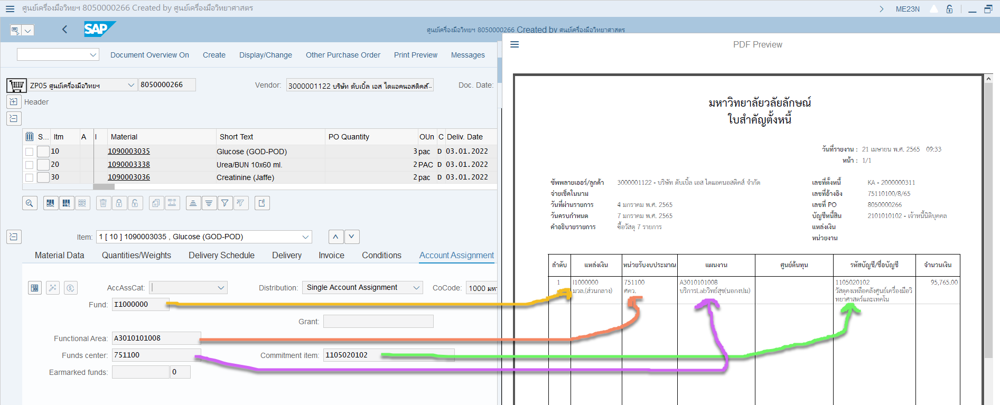 ศูนย์เครื่องมือวิทยฯ 8050000266 Created by ศูนย์เครื่องมือวิทยาศาสตร
ME23N
SAP
ศูนย์เครื่องมือวิทยฯ 8050000266 Created by ศูนย์เครื่องมือวิทยาศาสตร
Document Overview On Create Display/Change Other Purchase Order Print Preview Messages
ZP05 ศูนย์เครื่องมือวิทยฯ 8050000266 Vendor: 3000001122 บริษัท ดับเบิ้ล เอส ไดแอคนอสติคส์… Doc. Date:
Header
S... Itm A I Material Short Text PO Quantity OUn C Deliv. Date
10 1090003035 Glucose (GOD-POD) 3 pac D 03.01.2022
20 1090003338 Urea/BUN 10x60 ml. 2 PAC D 03.01.2022
30 1090003036 Creatinine (Jaffe) 2 pac D 03.01.2022
Item: 1 [ 10 ] 1090003035 , Glucose (GOD-POD)
Material Data Quantities/Weights Delivery Schedule Delivery Invoice Conditions Account Assignment
AccAssCat: Distribution: Single Account Assignment CoCode: 1000 มหา
Fund: I1000000
Grant:
Functional Area: A3010101008
Funds center: 751100 Commitment item: 1105020102
Earmarked funds: 0
PDF Preview
มหาวิทยาลัยวลัยลักษณ์
ใบสำคัญตั้งหนี้
วันที่รายงาน : 21 เมษายน พ.ศ. 2565 09:33
หน้า : 1/1
ซัพพลายเออร์/ลูกค้า 3000001122 - บริษัท ดับเบิ้ล เอส ไดแอคนอสติคส์ จำกัด เลขที่ตั้งหนี้ KA - 2000000311
จ่ายเช็คในนาม เลขที่อ้างอิง 75110100/8/65
วันที่ผ่านรายการ 4 มกราคม พ.ศ. 2565 เลขที่ PO 8050000266
วันครบกำหนด 7 มกราคม พ.ศ. 2565 บัญชีหนี้สิน 2101010102 - เจ้าหนี้นิติบุคคล
คำอธิบายรายการ ซื้อวัสดุ 7 รายการ แหล่งเงิน
หน่วยงาน
ลำดับ แหล่งเงิน หน่วยรับงบประมาณ แผนงาน ศูนย์ต้นทุน รหัสบัญชี/ชื่อบัญชี จำนวนเงิน
1 I1000000 751100 A3010101008 1105020102 95,765.00
มวล.(ส่วนกลาง) ศคว. บริการLabวิทย์สุข(นอกงปม) วัสดุคงเหลือคลังศูนย์เครื่องมือวิ
ทยาศาสตร์และเทคโน